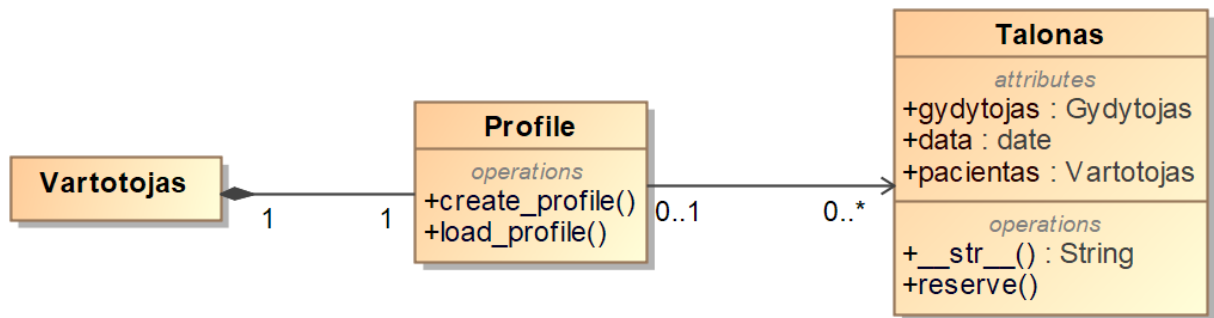 Vartotojas
1
1
Profile
operations
+create_profile()
+load_profile()
0..1
0..*
Talonas
attributes
+gydytojas : Gydytojas
+data : date
+pacientas : Vartotojas
operations
+__str__() : String
+reserve()